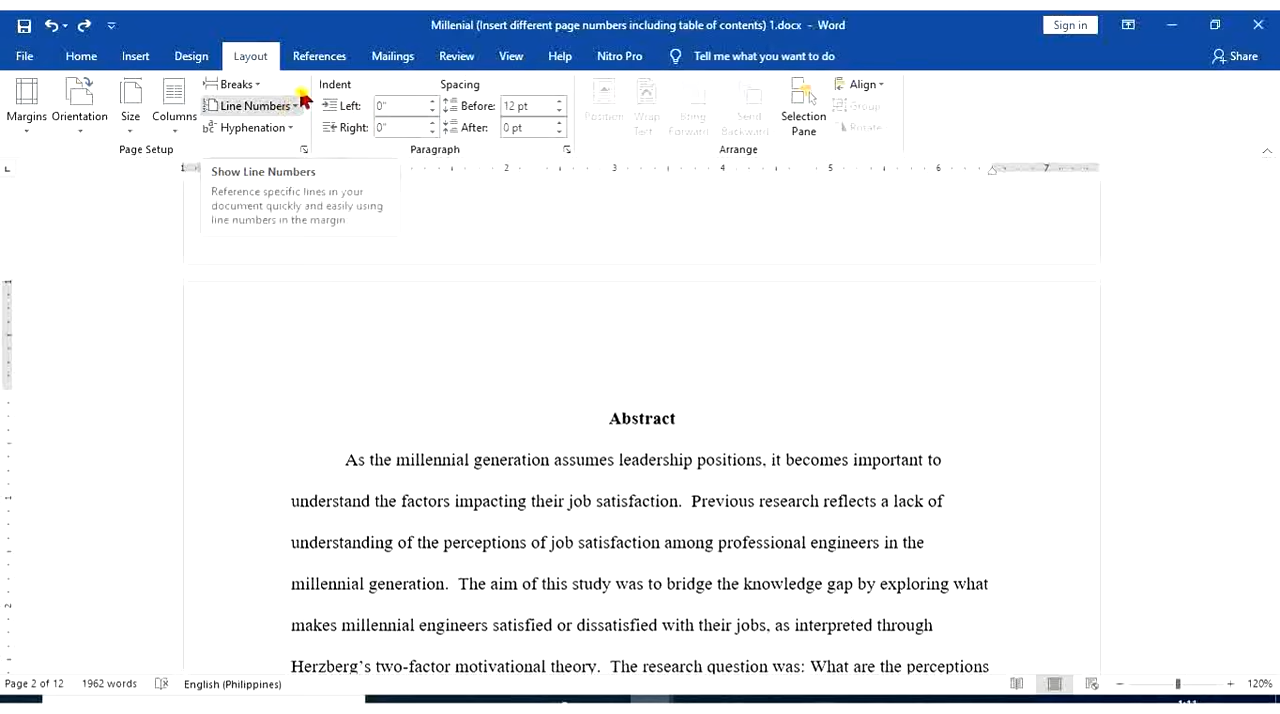 Millenial (Insert different page numbers including table of contents) 1.docx - Word
Sign in
File Home Insert Design Layout References Mailings Review View Help Nitro Pro Tell me what you want to do Share
Breaks Indent Spacing Align
Margins Orientation Size Columns Line Numbers Left: 0" Before: 12 pt Position Wrap Text Bring Forward Send Backward Selection Pane Group
Hyphenation Right: 0" After: 0 pt Rotate
Page Setup Paragraph Arrange
1 2 3 4 5 6 7
Show Line Numbers
Reference specific lines in your
document quickly and easily using
line numbers in the margin
Abstract
As the millennial generation assumes leadership positions, it becomes important to
understand the factors impacting their job satisfaction. Previous research reflects a lack of
understanding of the perceptions of job satisfaction among professional engineers in the
millennial generation. The aim of this study was to bridge the knowledge gap by exploring what
makes millennial engineers satisfied or dissatisfied with their jobs, as interpreted through
Herzberg's two-factor motivational theory. The research question was: What are the perceptions
Page 2 of 12 1962 words English (Philippines) 120%